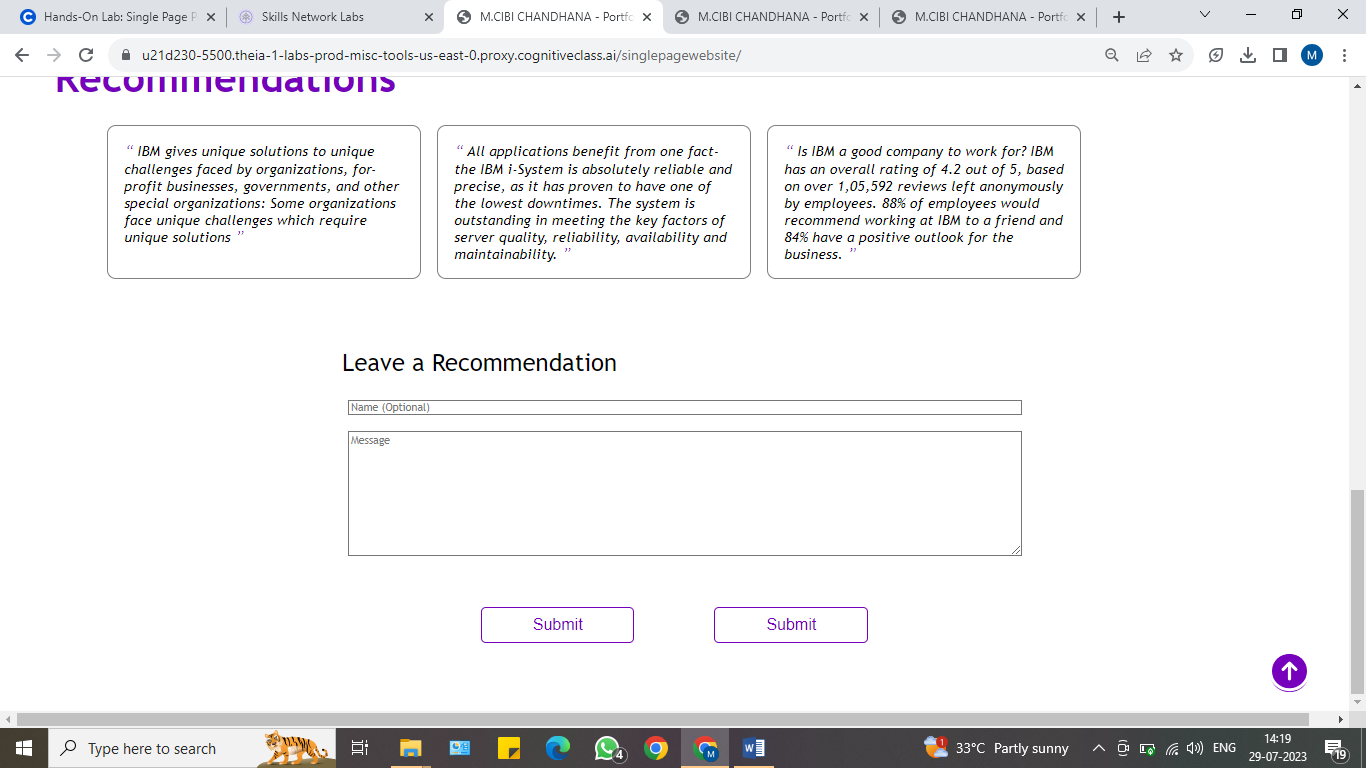 Hands-On Lab: Single Page P
Skills Network Labs
M.CIBI CHANDHANA - Portfo
M.CIBI CHANDHANA - Portfo
M.CIBI CHANDHANA - Portfo
u21d230-5500.theia-1-labs-prod-misc-tools-us-east-0.proxy.cognitiveclass.ai/singlepagewebsite/
M
Recommendations
“ IBM gives unique solutions to unique
challenges faced by organizations, for-
profit businesses, governments, and other
special organizations: Some organizations
face unique challenges which require
unique solutions ”
“ All applications benefit from one fact-
the IBM i-System is absolutely reliable and
precise, as it has proven to have one of
the lowest downtimes. The system is
outstanding in meeting the key factors of
server quality, reliability, availability and
maintainability. ”
“ Is IBM a good company to work for? IBM
has an overall rating of 4.2 out of 5, based
on over 1,05,592 reviews left anonymously
by employees. 88% of employees would
recommend working at IBM to a friend and
84% have a positive outlook for the
business. ”
Leave a Recommendation
Name (Optional)
Message
Submit
Submit
Type here to search
4
M
W
1
33°C Partly sunny
ENG
14:19
29-07-2023
19